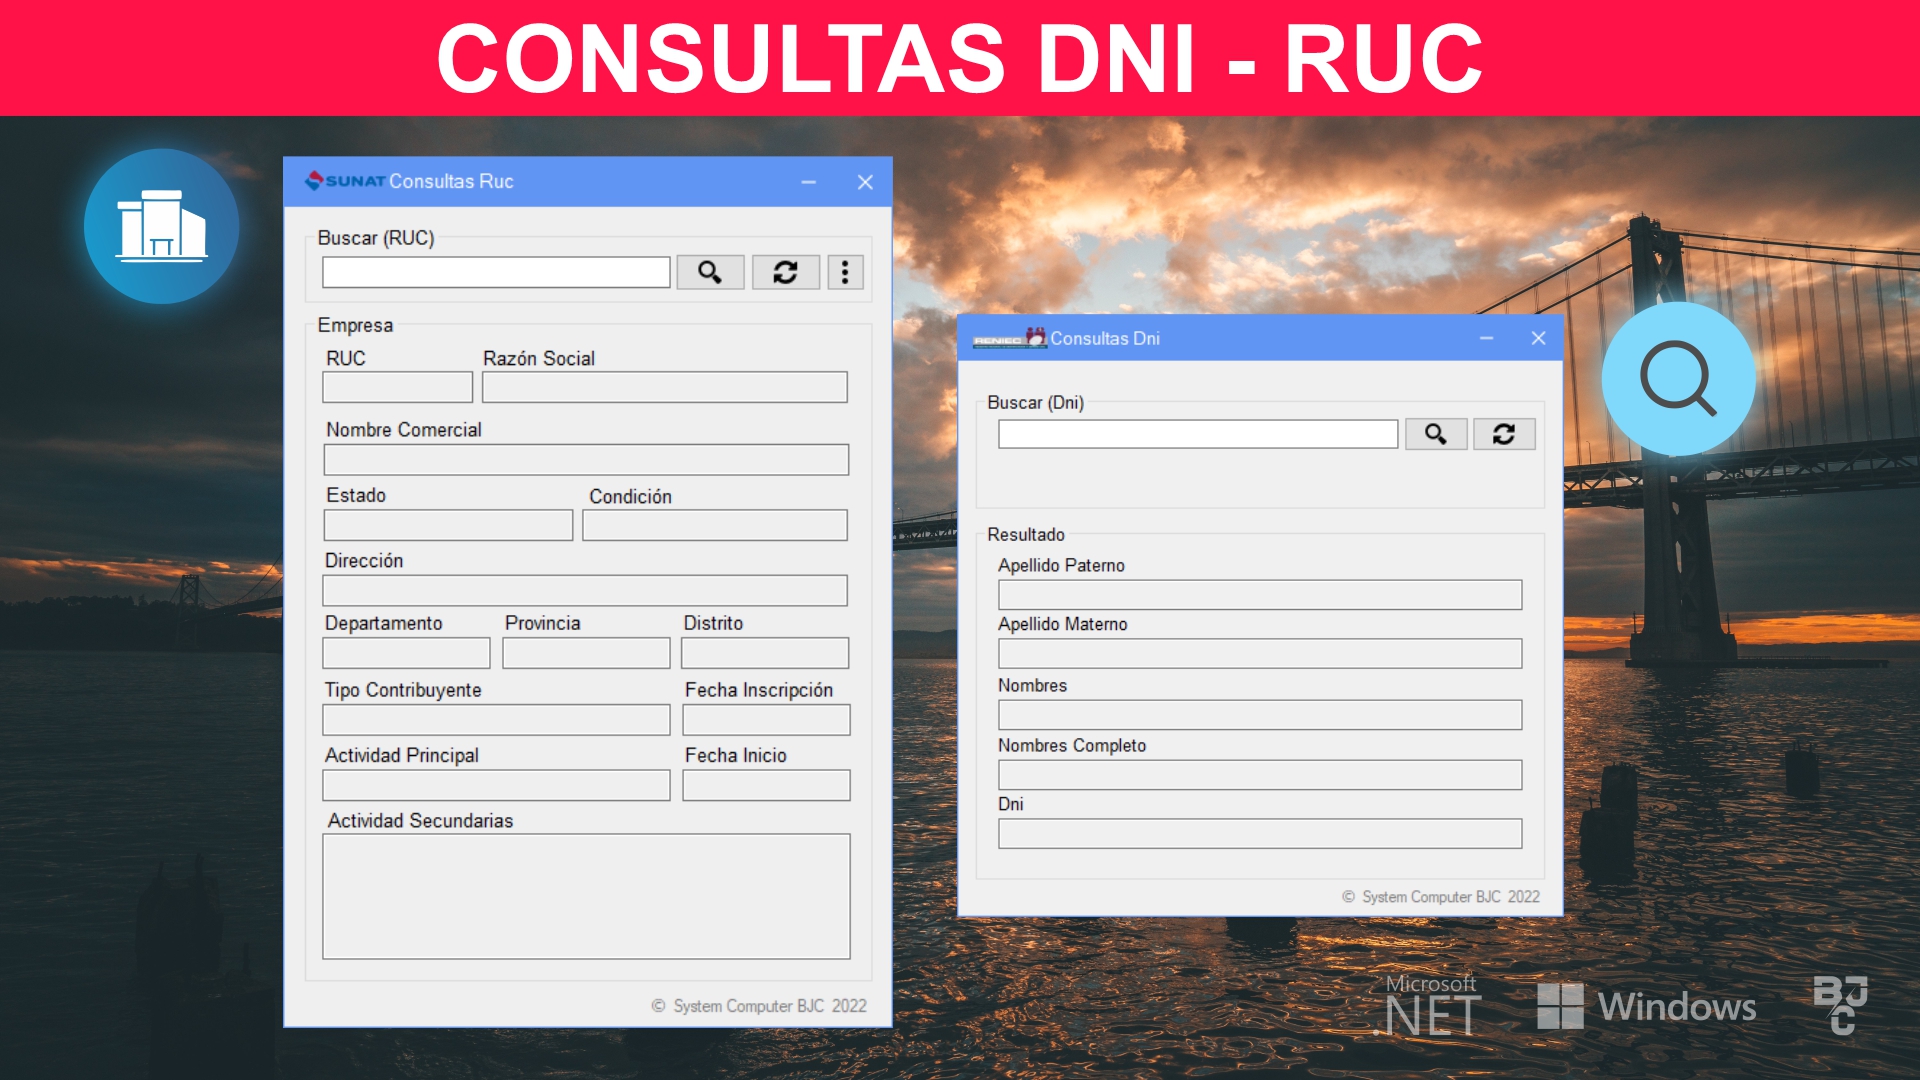 CONSULTAS DNI - RUC
SUNAT Consultas Ruc
Buscar (RUC)
Empresa
RUC
Razón Social
Nombre Comercial
Estado
Condición
Dirección
Departamento
Provincia
Distrito
Tipo Contribuyente
Fecha Inscripción
Actividad Principal
Fecha Inicio
Actividad Secundarias
© System Computer BJC 2022
RENIEC Consultas Dni
Buscar (Dni)
Resultado
Apellido Paterno
Apellido Materno
Nombres
Nombres Completo
Dni
© System Computer BJC 2022
Microsoft
.NET
Windows
BJC